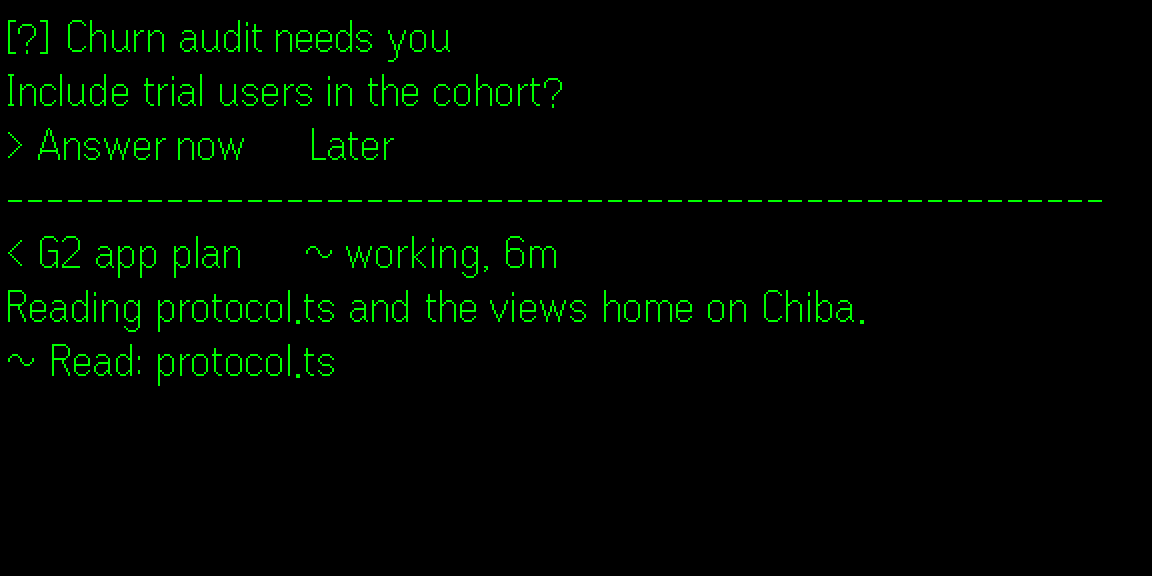 [?] Churn audit needs you
Include trial users in the cohort?
> Answer now Later
-------------------------------------------------------
< G2 app plan ~ working, 6m
Reading protocol.ts and the views home on Chiba.
~ Read: protocol.ts